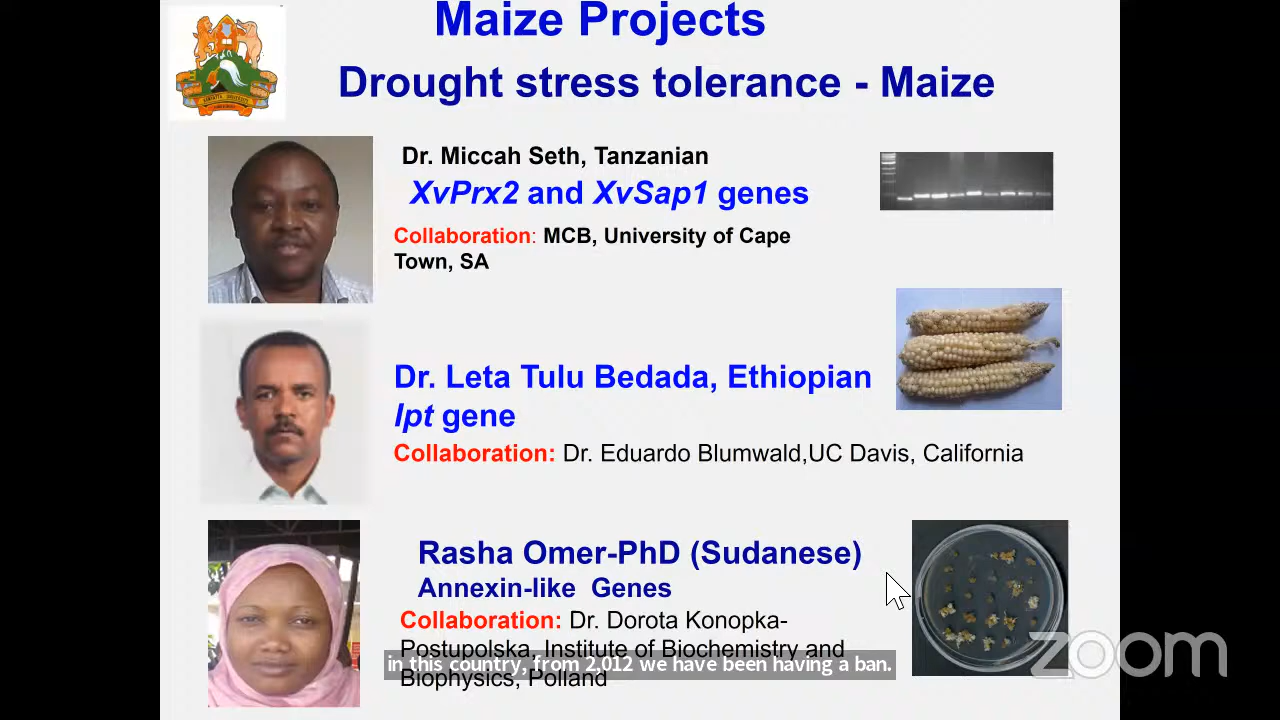 Maize Projects
Drought stress tolerance - Maize
Dr. Miccah Seth, Tanzanian
XvPrx2 and XvSap1 genes
Collaboration: MCB, University of Cape
Town, SA
Dr. Leta Tulu Bedada, Ethiopian
Ipt gene
Collaboration: Dr. Eduardo Blumwald,UC Davis, California
Rasha Omer-PhD (Sudanese)
Annexin-like Genes
Collaboration: Dr. Dorota Konopka-
Postupolska, Institute of Biochemistry and
Biophysics, Polland
in this country, from 2,012 we have been having a ban.
zoom